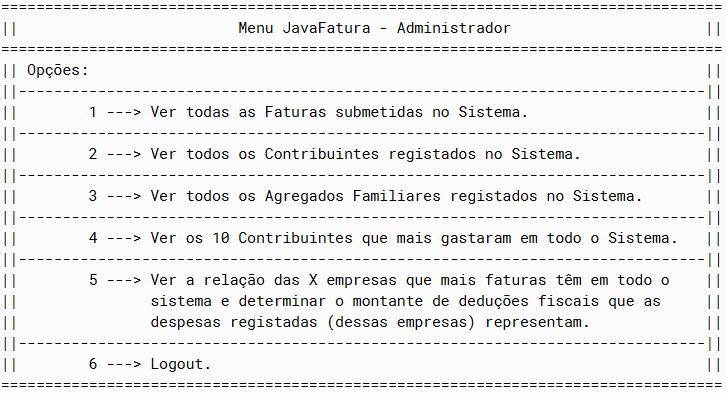 ==================================================================================
|| Menu JavaFatura - Administrador ||
==================================================================================
|| Opções: ||
||------------------------------------------------------------------------------||
|| 1 ---> Ver todas as Faturas submetidas no Sistema. ||
||------------------------------------------------------------------------------||
|| 2 ---> Ver todos os Contribuintes registados no Sistema. ||
||------------------------------------------------------------------------------||
|| 3 ---> Ver todos os Agregados Familiares registados no Sistema. ||
||------------------------------------------------------------------------------||
|| 4 ---> Ver os 10 Contribuintes que mais gastaram em todo o Sistema. ||
||------------------------------------------------------------------------------||
|| 5 ---> Ver a relação das X empresas que mais faturas têm em todo o ||
|| sistema e determinar o montante de deduções fiscais que as ||
|| despesas registadas (dessas empresas) representam. ||
||------------------------------------------------------------------------------||
|| 6 ---> Logout. ||
==================================================================================